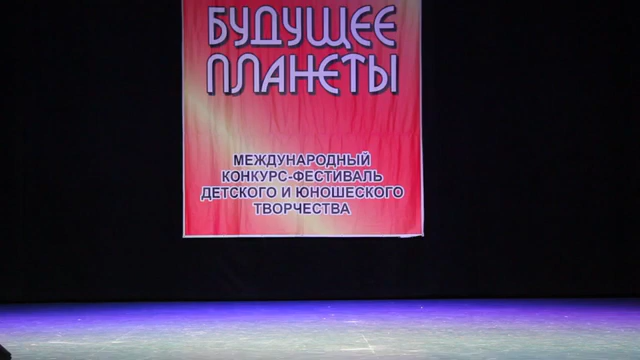 БУДУЩЕЕ
ПЛАНЕТЫ
МЕЖДУНАРОДНЫЙ
КОНКУРС-ФЕСТИВАЛЬ
ДЕТСКОГО И ЮНОШЕСКОГО
ТВОРЧЕСТВА